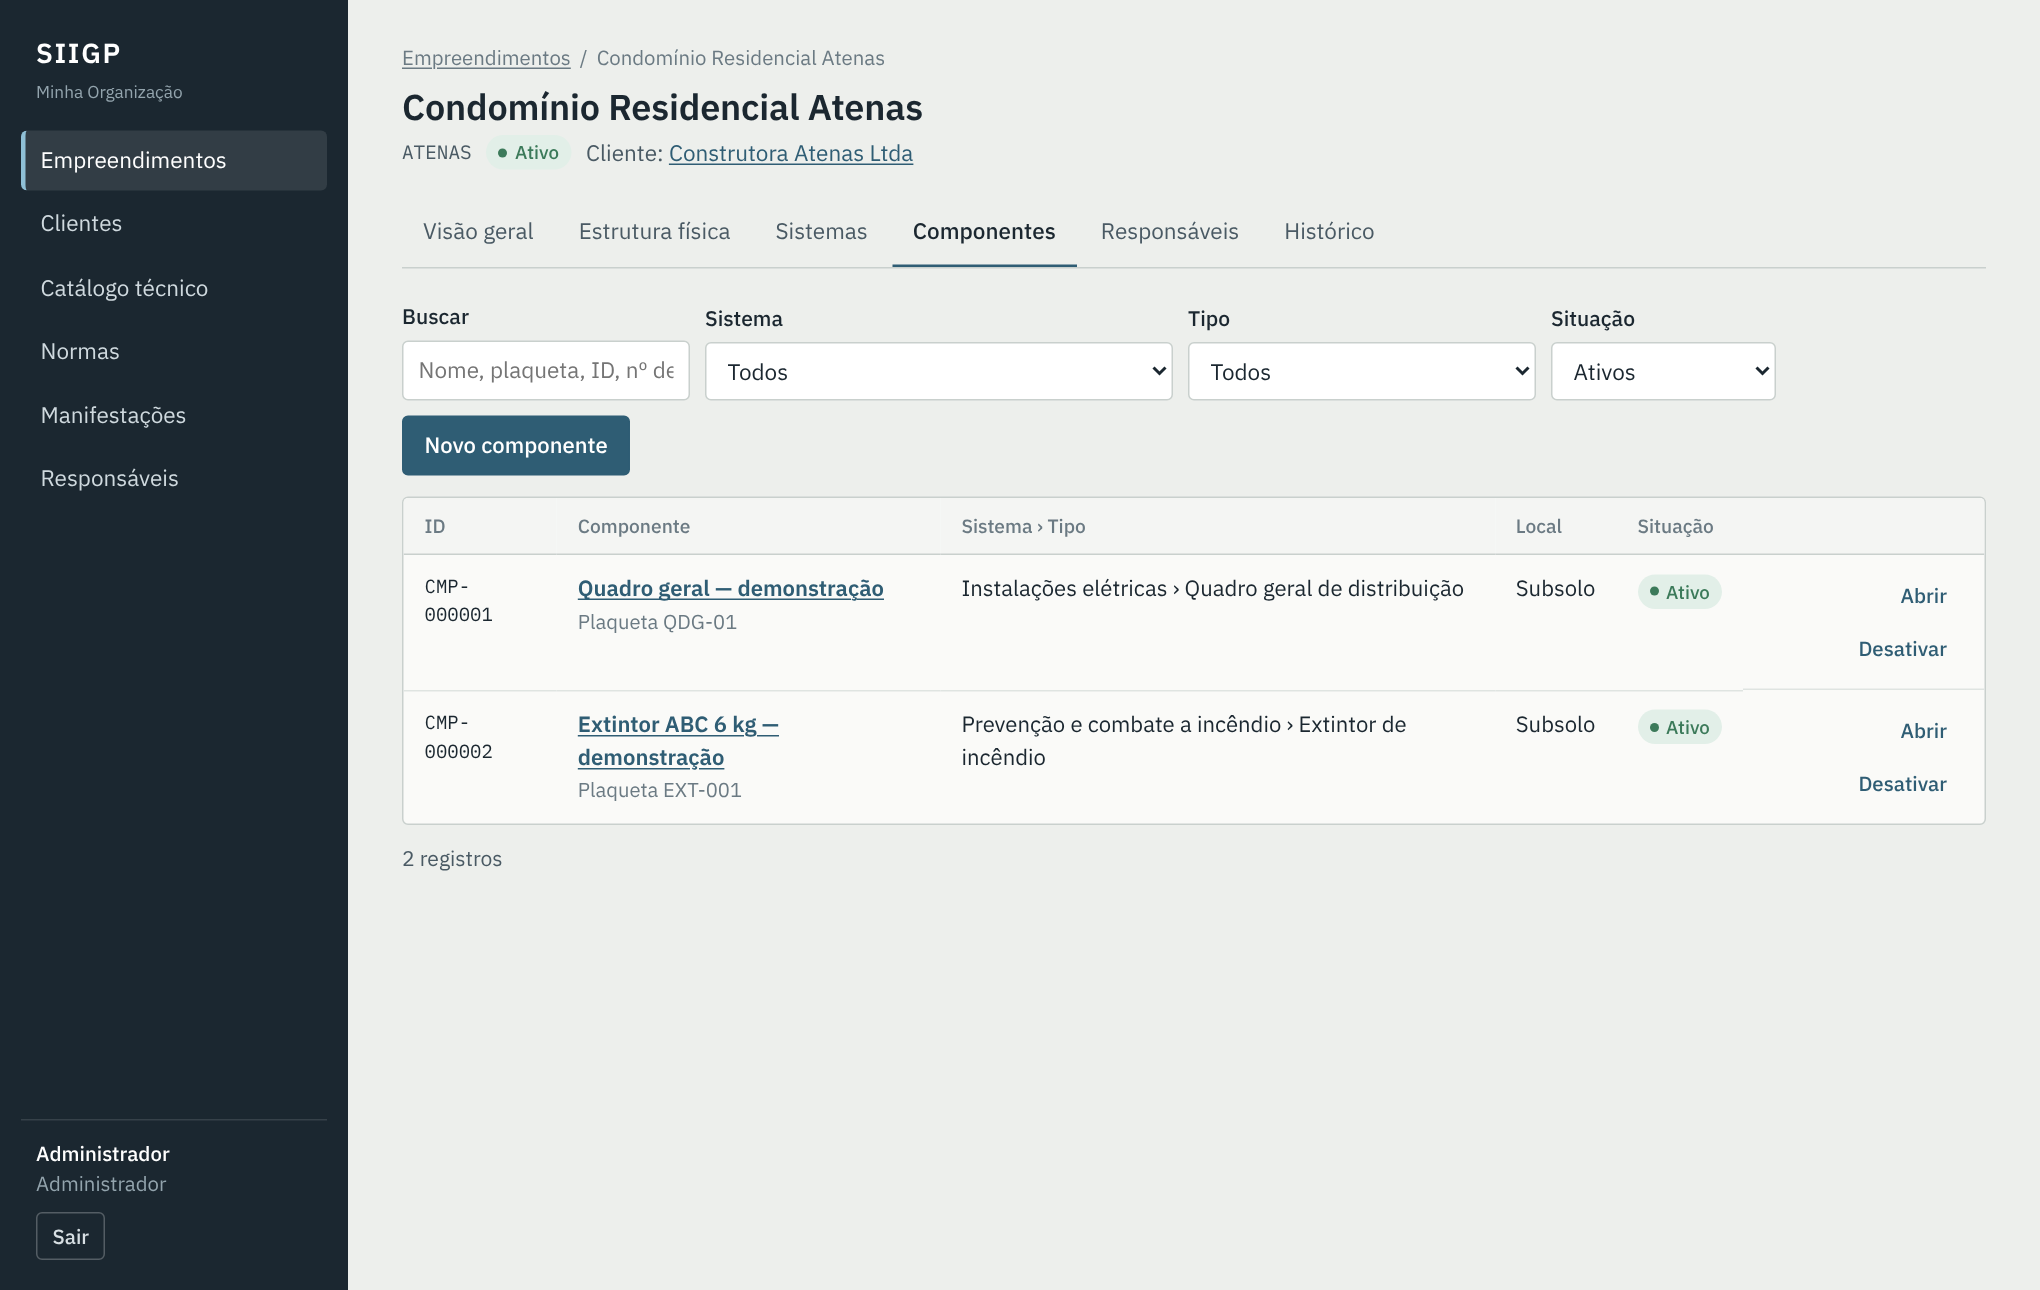 SIIGP
Minha Organização
Empreendimentos
Clientes
Catálogo técnico
Normas
Manifestações
Responsáveis
Administrador
Administrador
Sair
Empreendimentos / Condomínio Residencial Atenas
Condomínio Residencial Atenas
ATENAS Ativo Cliente: Construtora Atenas Ltda
Visão geral Estrutura física Sistemas Componentes Responsáveis Histórico
Buscar Sistema Tipo Situação
Nome, plaqueta, ID, nº de Todos Todos Ativos
Novo componente
ID Componente Sistema › Tipo Local Situação
CMP-000001 Quadro geral — demonstração Instalações elétricas › Quadro geral de distribuição Subsolo Ativo Abrir
Plaqueta QDG-01
Desativar
CMP-000002 Extintor ABC 6 kg — demonstração Prevenção e combate a incêndio › Extintor de incêndio Subsolo Ativo Abrir
Plaqueta EXT-001
Desativar
2 registros